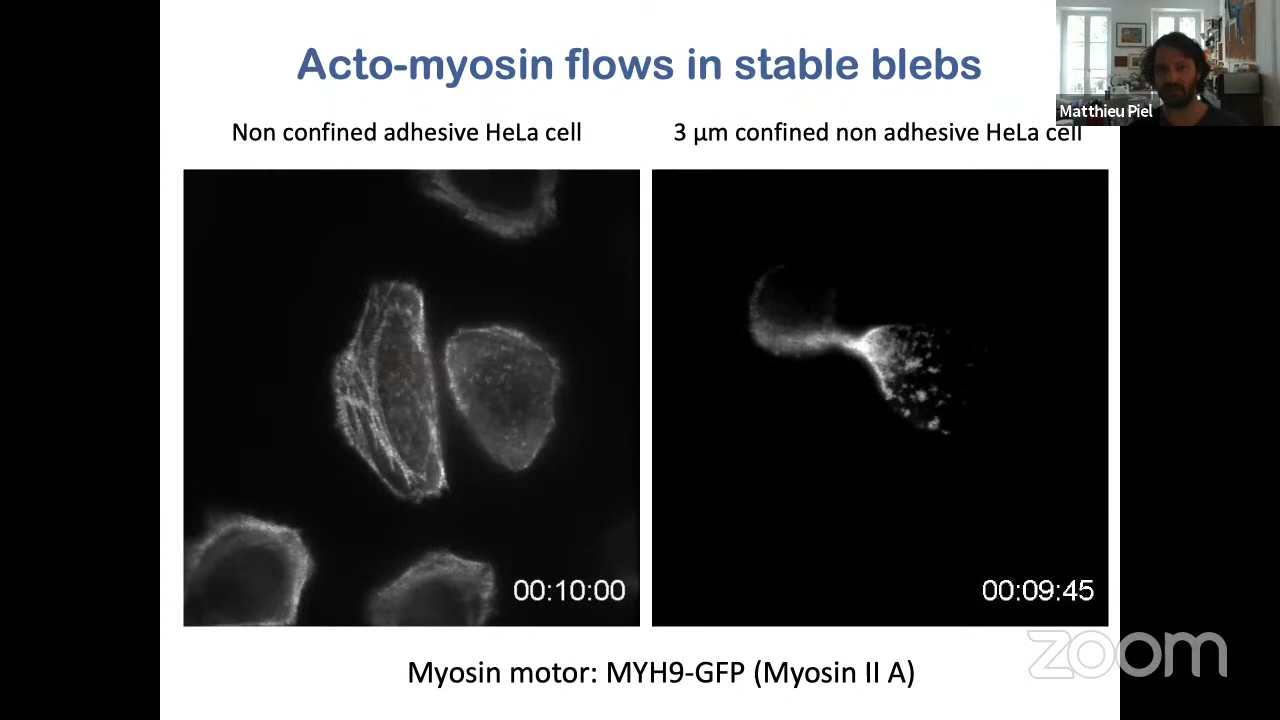 Acto-myosin flows in stable blebs
Matthieu Piel
Non confined adhesive HeLa cell
3 µm confined non adhesive HeLa cell
00:10:00
00:09:45
zoom
Myosin motor: MYH9-GFP (Myosin II A)